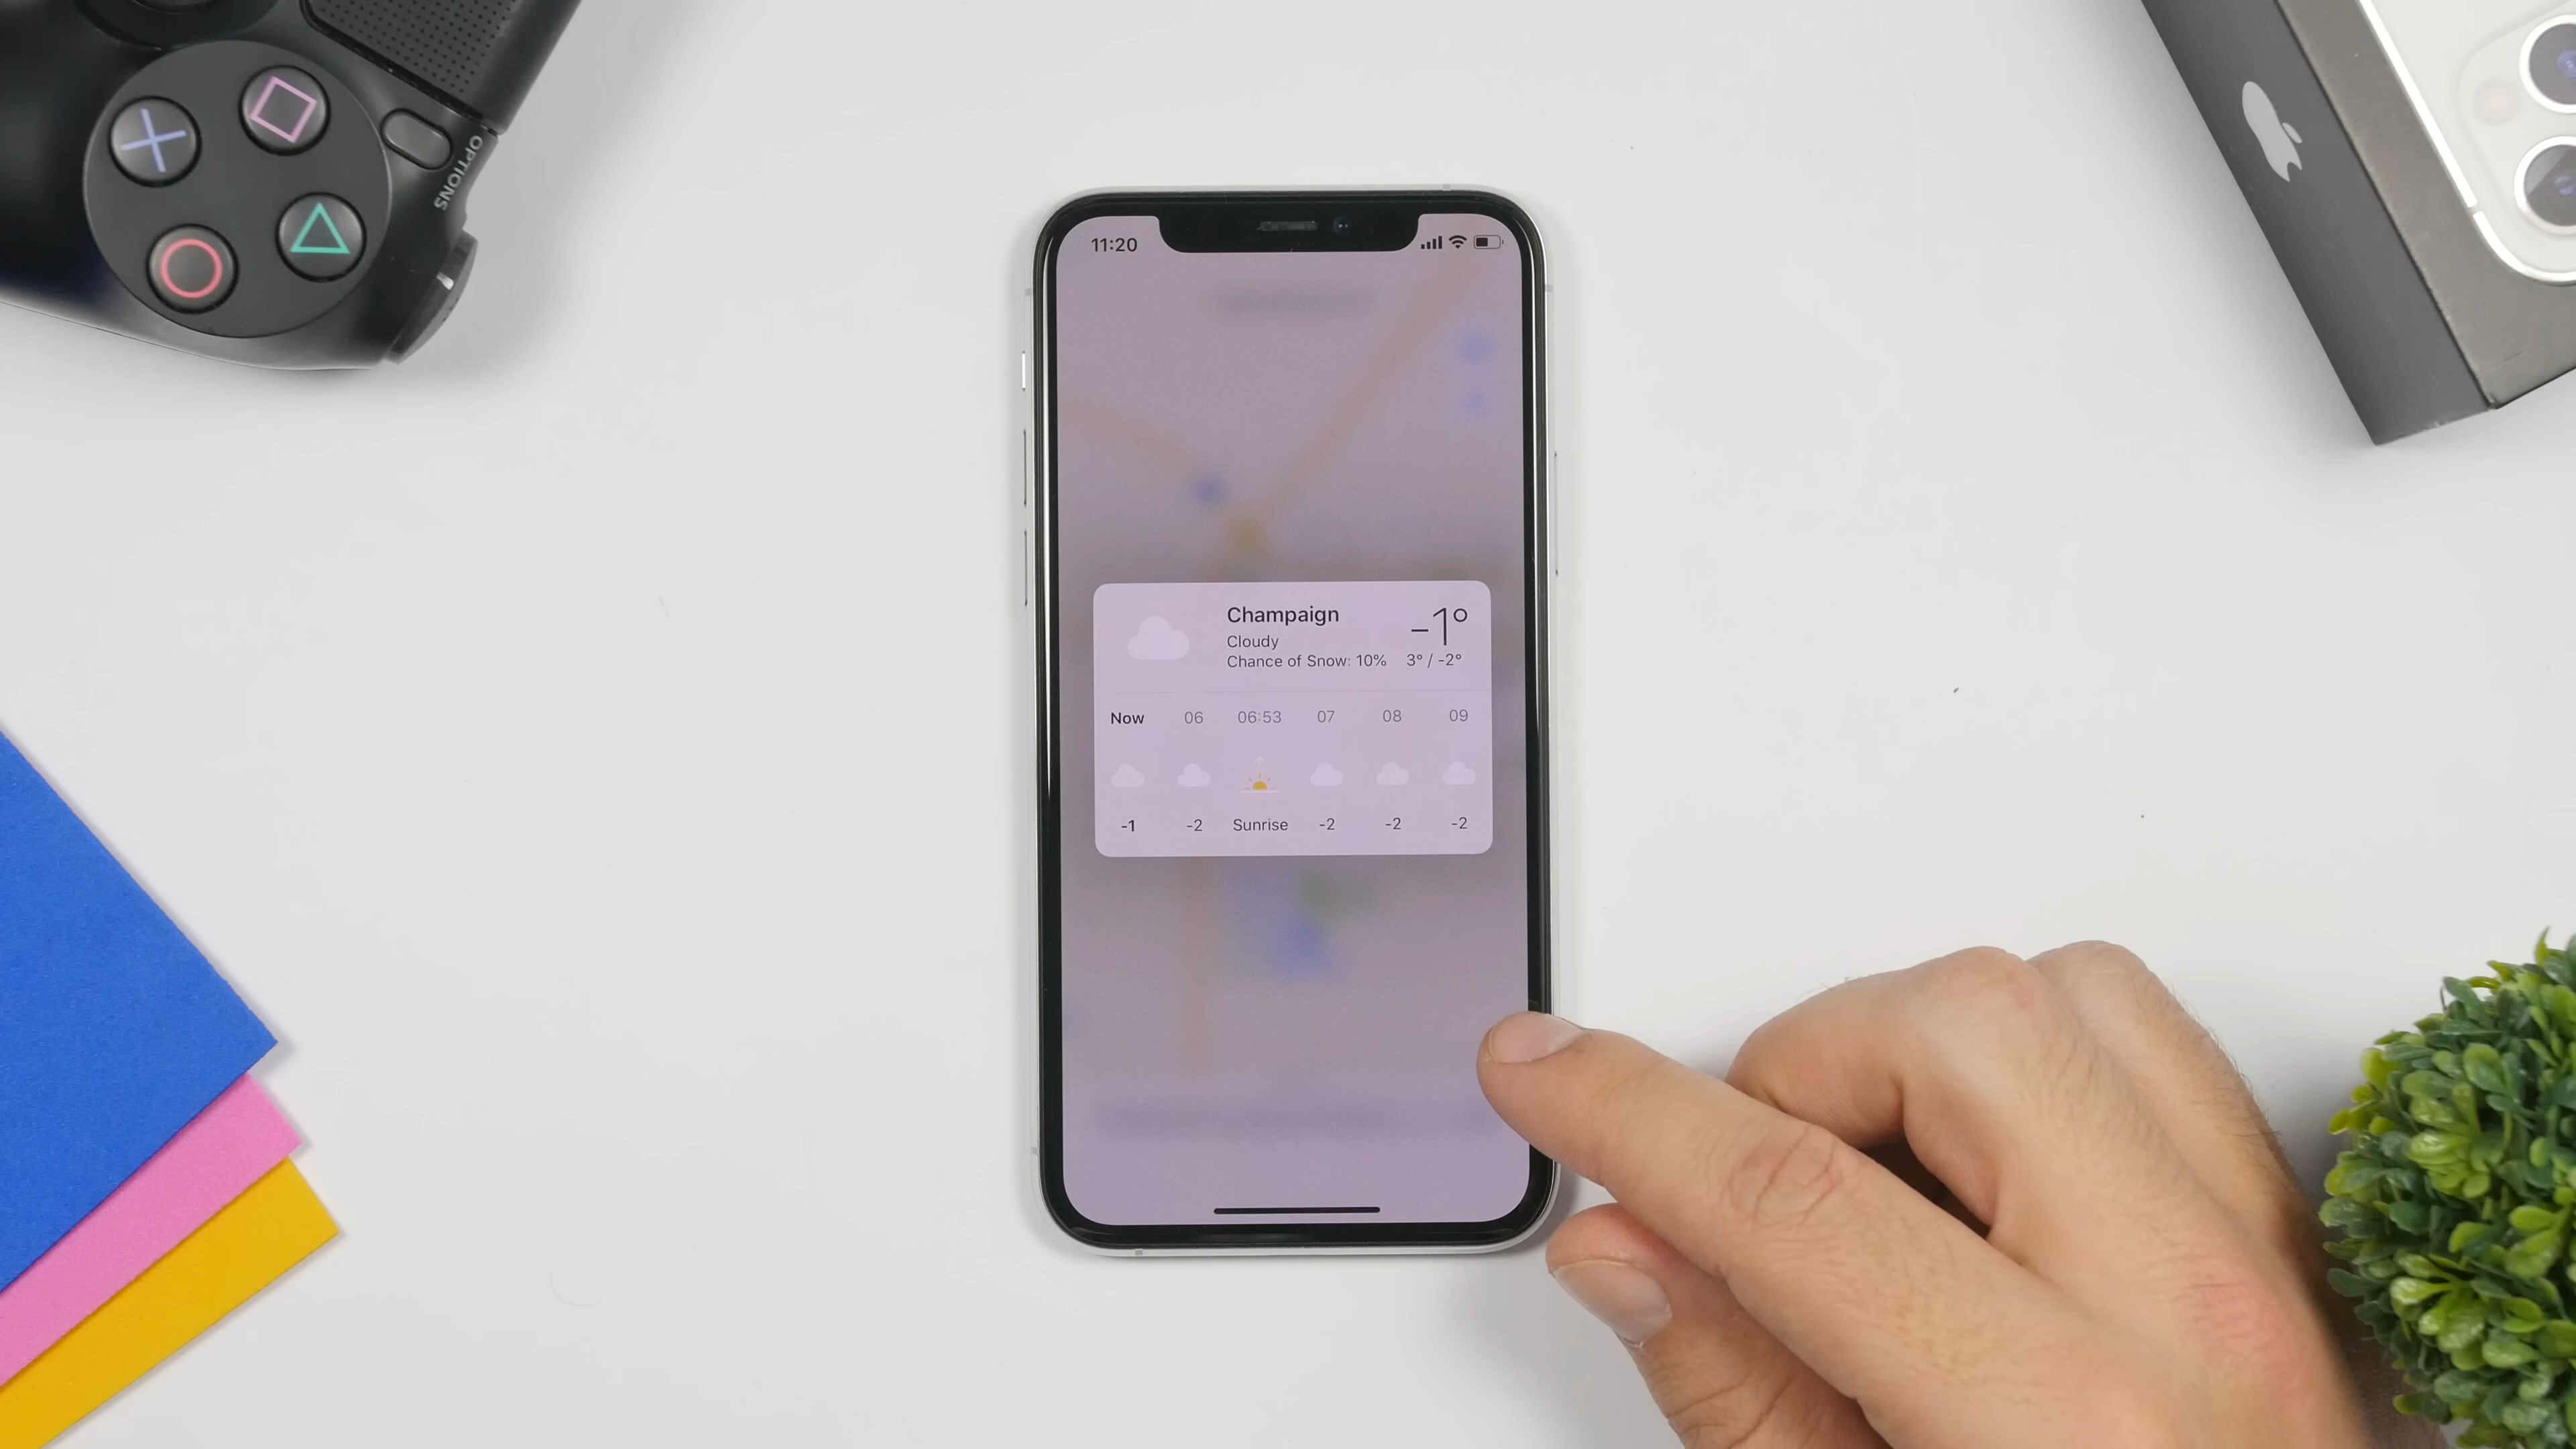 OPTIONS
11:20
Champaign
-1°
Cloudy
Chance of Snow: 10% 3° / -2°
Now 06 06:53 07 08 09
-1 -2 Sunrise -2 -2 -2